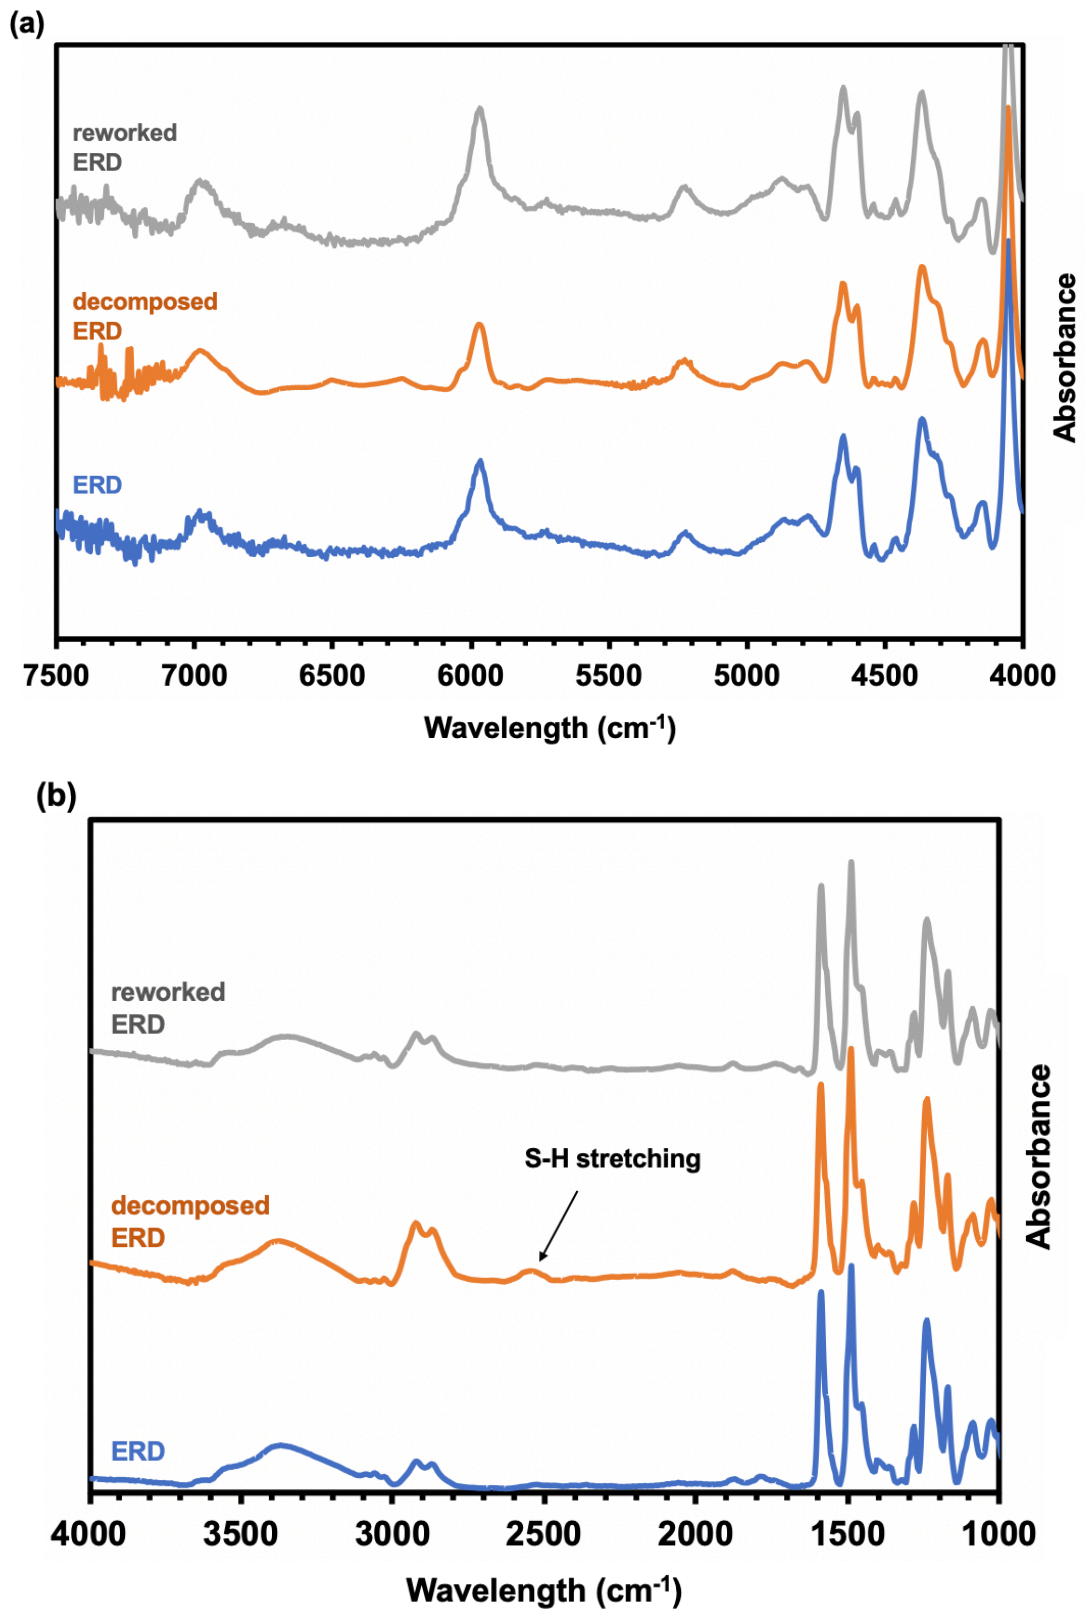 (a)
reworked
ERD
decomposed
ERD
ERD
Absorbance
7500 7000 6500 6000 5500 5000 4500 4000
Wavelength (cm-1)
(b)
reworked
ERD
S-H stretching
decomposed
ERD
ERD
Absorbance
4000 3500 3000 2500 2000 1500 1000
Wavelength (cm-1)